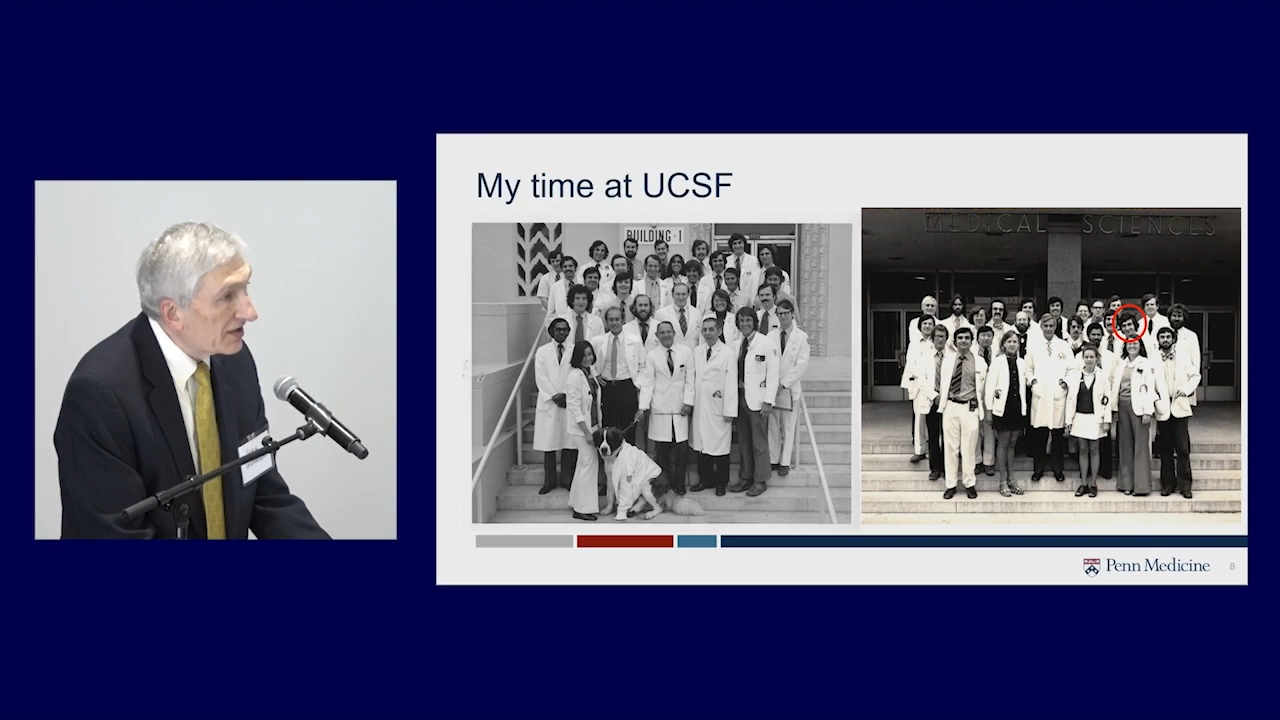 My time at UCSF
BUILDING·1
MEDICAL SCIENCES
Penn Medicine
8